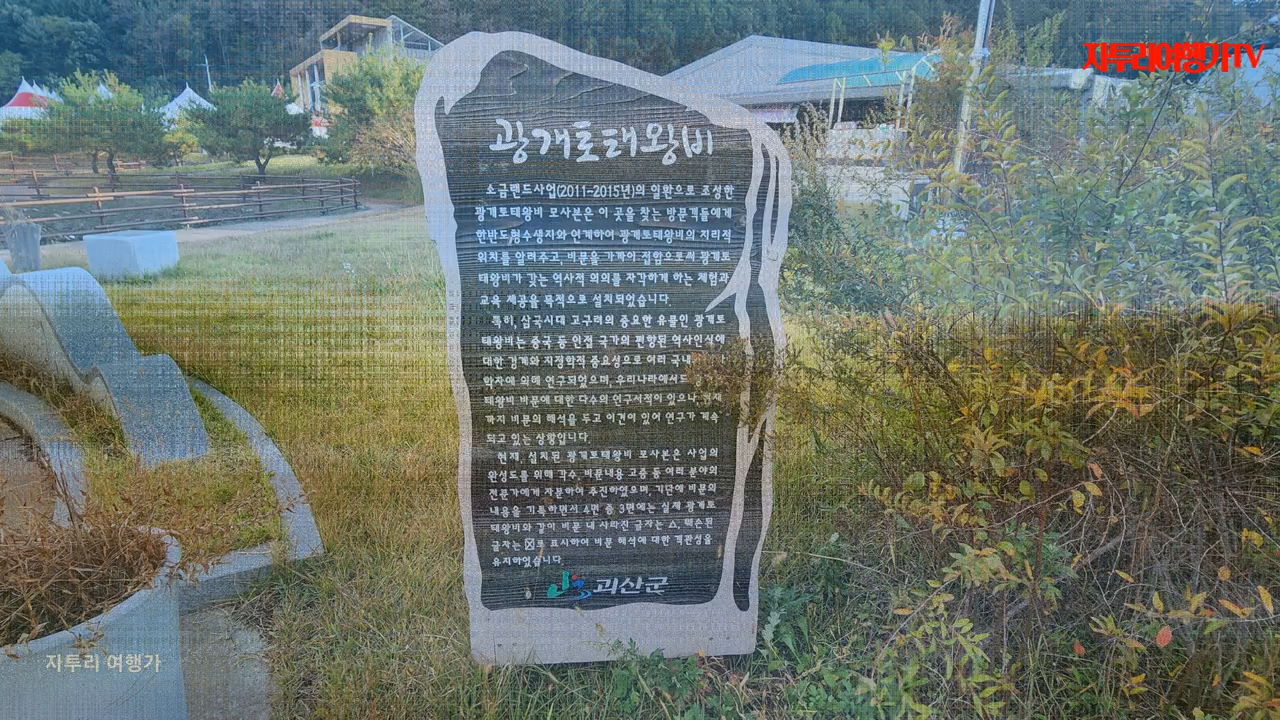 자투리여행가TV
광개토태왕비
소금랜드사업(2011~2015년)의 일환으로 조성한
광개토태왕비 모사본은 이 곳을 찾는 방문객들에게
한반도형수생지와 연계하여 광개토태왕비의 지리적
위치를 알려주고, 비문을 가까이 접함으로써 광개토
태왕비가 갖는 역사적 의의를 자각하게 하는 체험과
교육 제공을 목적으로 설치되었습니다.
특히, 삼국시대 고구려의 중요한 유물인 광개토
태왕비는 중국 등 인접 국가의 편향된 역사인식에
대한 경계와 지정학적 중요성으로 여러 국내
학자에 의해 연구되었으며, 우리나라에서도
태왕비 비문에 대한 다수의 연구서적이 있으나, 현재
까지 비문의 해석을 두고 이견이 있어 연구가 계속
되고 있는 상황입니다.
현재, 설치된 광개토태왕비 모사본은 사업의
완성도를 위해 각수, 비문내용 고증 등 여러 분야의
전문가에게 자문하여 추진하였으며, 기단에 비문의
내용을 기록하면서 4면 중 3면에는 실제 광개토
태왕비와 같이 비문 내 사라진 글자는 △, 훼손된
글자는 ☒로 표시하여 비문 해석에 대한 객관성을
유지하였습니다.
괴산군
자투리 여행가